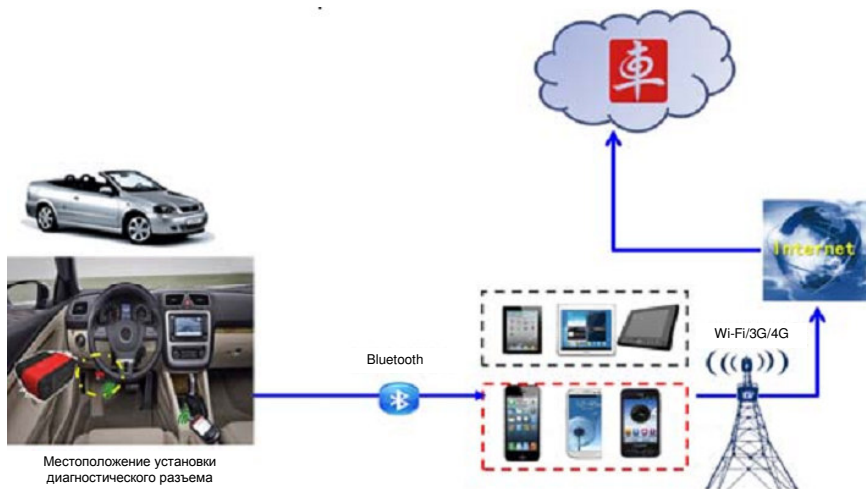 車
Internet
Wi-Fi/3G/4G
Bluetooth
Местоположение установки
диагностического разъема